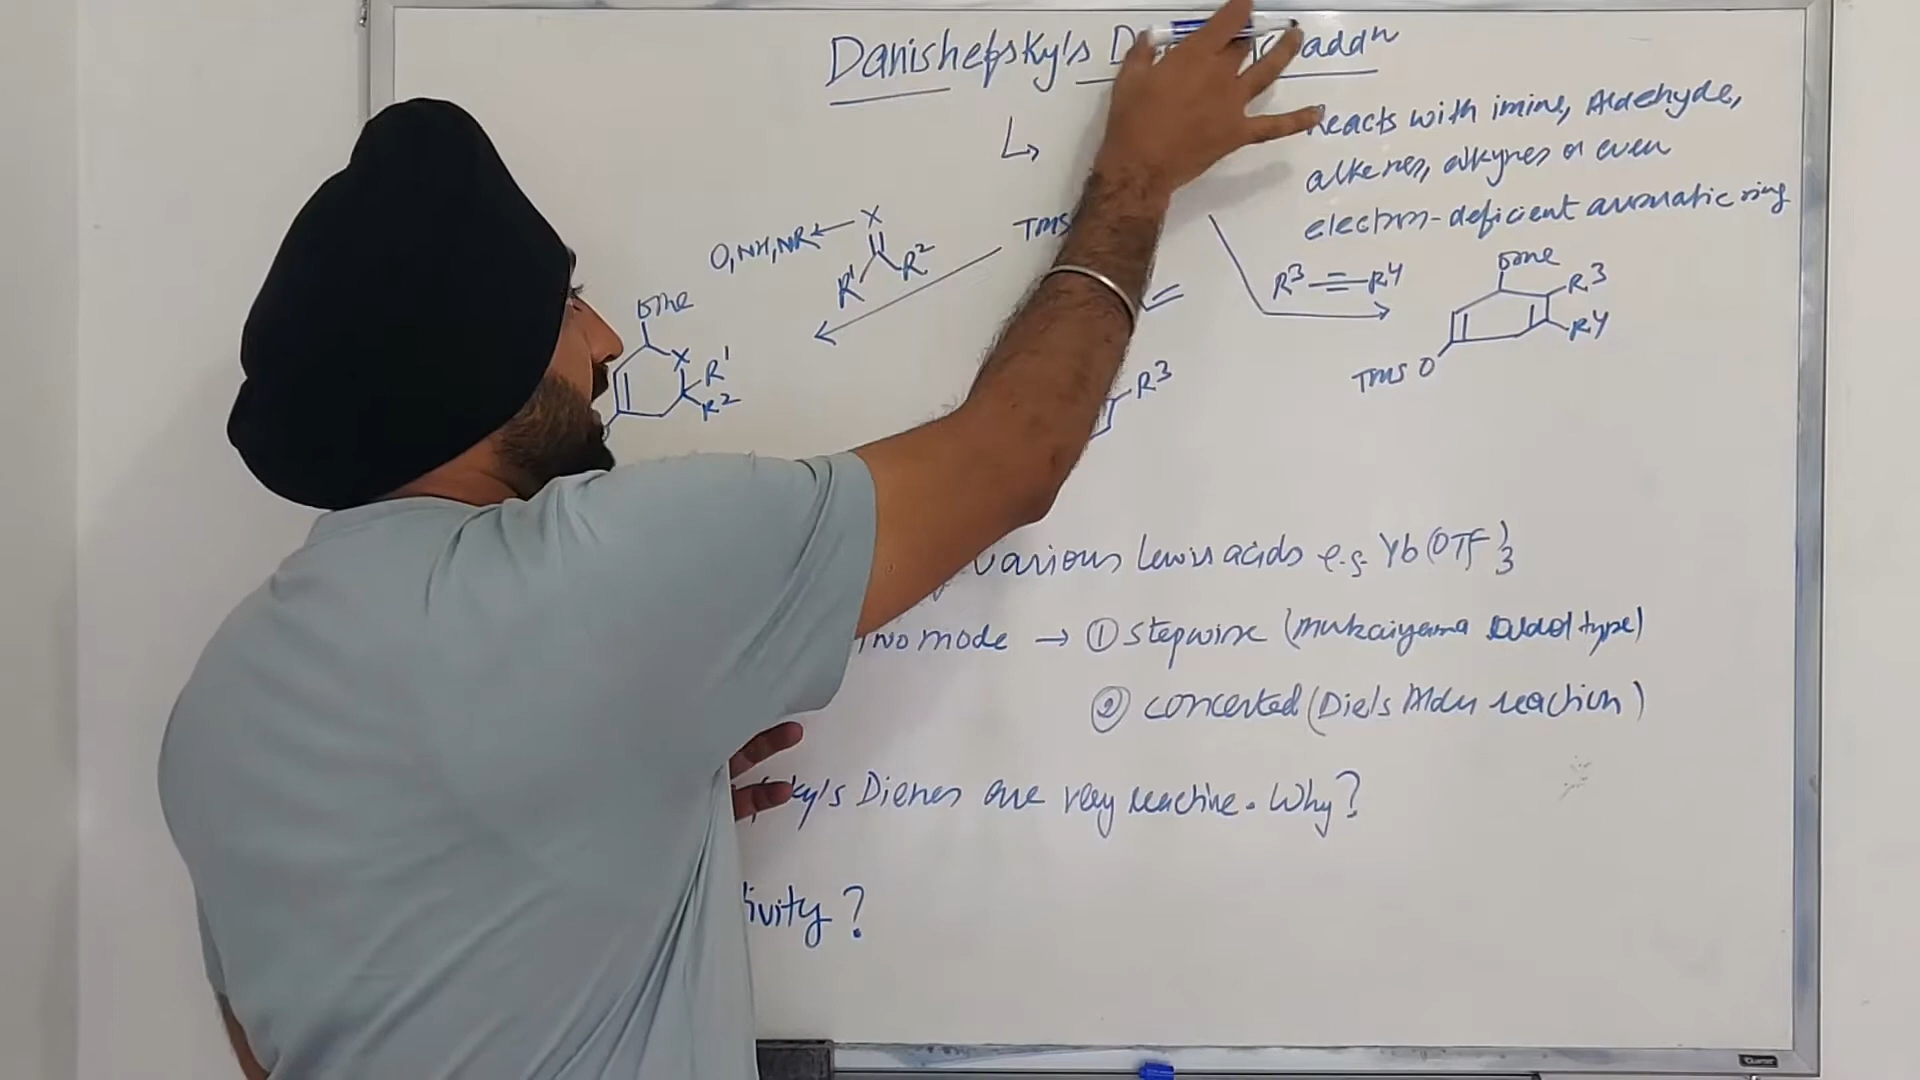 Danishefsky's addn
Reacts with imine, Aldehyde,
alkenes, alkynes or even
electron-deficient aromatic ring
O, NH, NR ← X
R¹ R²
TMS
R³ ≡ R⁴
OMe
R³
R⁴
TMS O
OMe
X
R¹
R²
R³
various Lewis acids e.g. Yb(OTF)₃
mode → ① stepwise (mukaiyama aldol type)
② concerted (Diels Alder reaction)
ky's Dienes are very reactive. Why?
ivity?